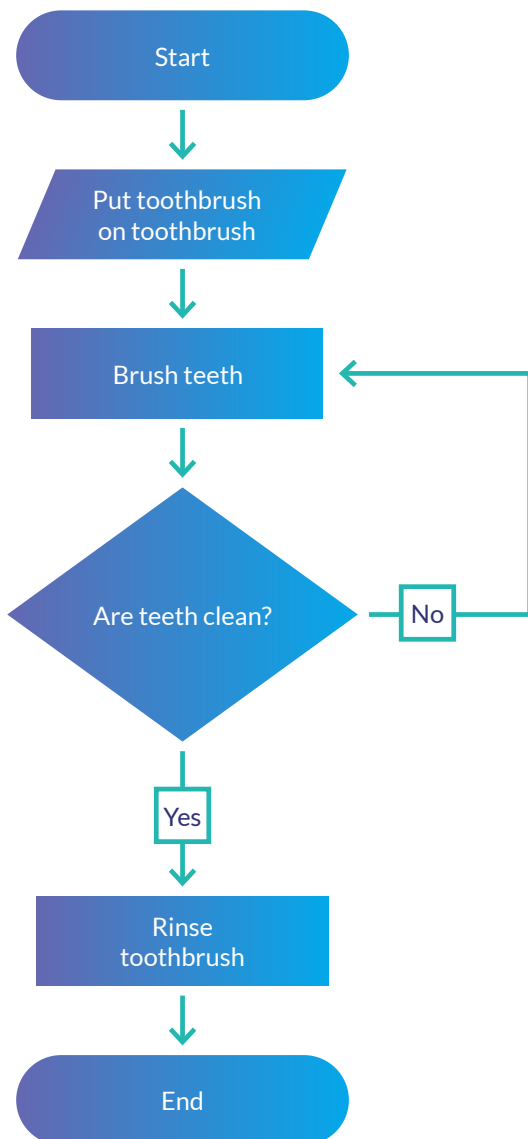 Start
Put toothbrush
on toothbrush
Brush teeth
Are teeth clean?
No
Yes
Rinse
toothbrush
End